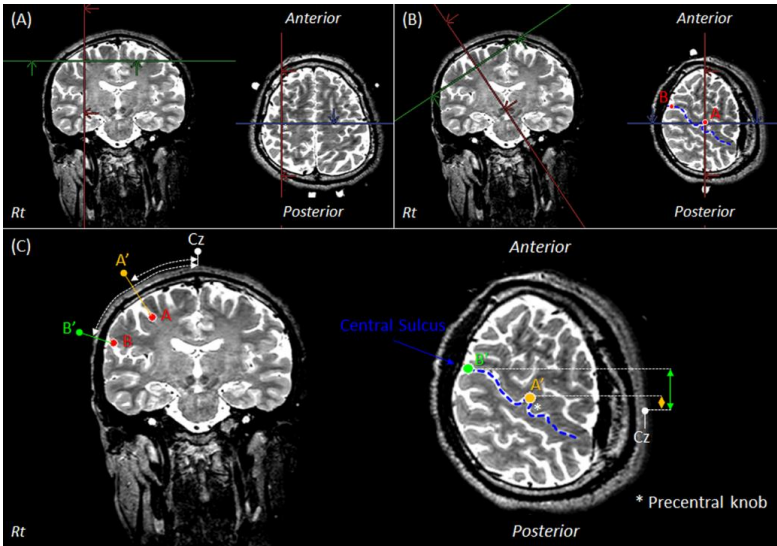 (A)
Anterior
Rt
Posterior
(B)
Anterior
B
A
Rt
Posterior
(C)
Cz
A'
B'
A
B
Rt
Anterior
Central Sulcus
B'
A'
*
Cz
* Precentral knob
Posterior